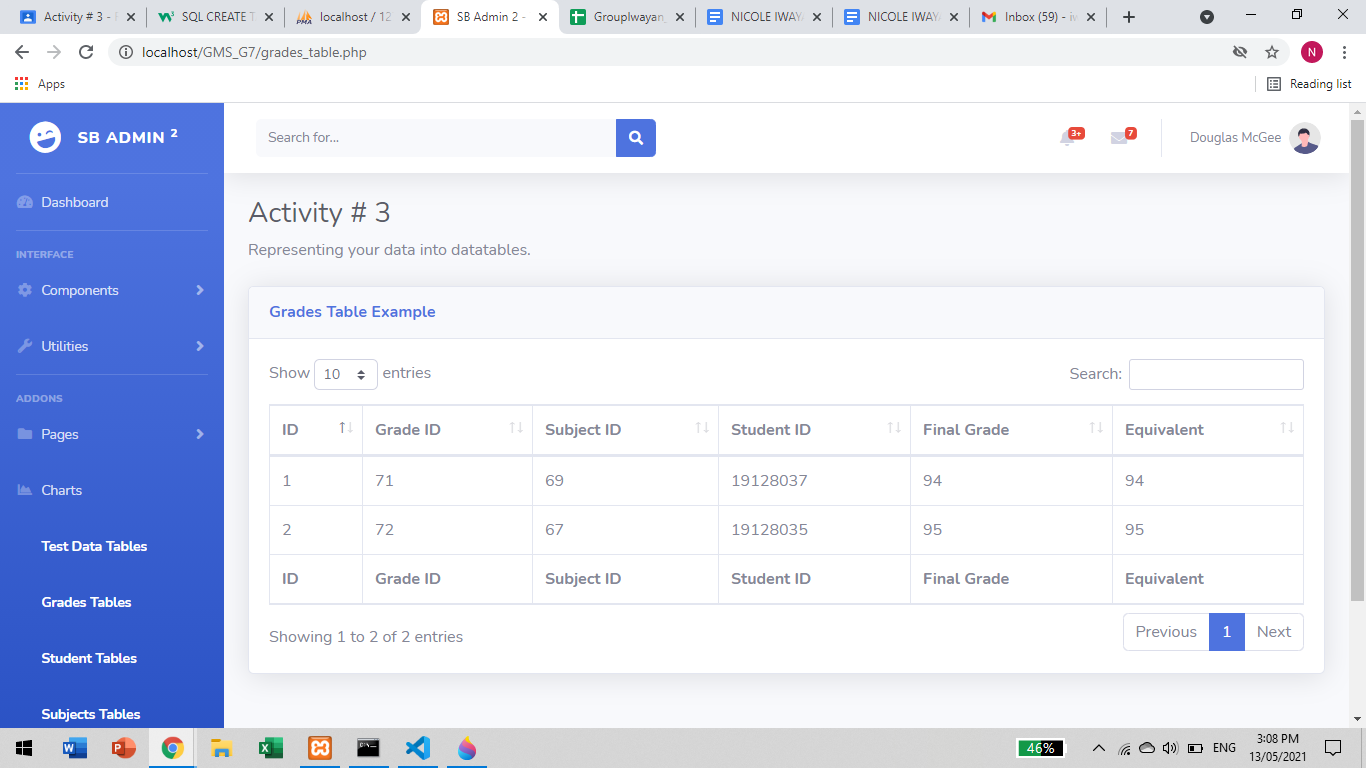 Activity # 3 -
SQL CREATE T
PMA
localhost / 12
SB Admin 2 -
GroupIwayan_
NICOLE IWAY
NICOLE IWAY
Inbox (59) - iv
localhost/GMS_G7/grades_table.php
N
Apps
Reading list
SB ADMIN 2
Search for...
3+
7
Douglas McGee
Dashboard
INTERFACE
Components
Utilities
ADDONS
Pages
Charts
Test Data Tables
Grades Tables
Student Tables
Subjects Tables
Activity # 3
Representing your data into datatables.
Grades Table Example
Show 10 entries
Search:
ID Grade ID Subject ID Student ID Final Grade Equivalent
1 71 69 19128037 94 94
2 72 67 19128035 95 95
ID Grade ID Subject ID Student ID Final Grade Equivalent
Showing 1 to 2 of 2 entries
Previous 1 Next
46%
ENG
3:08 PM
13/05/2021